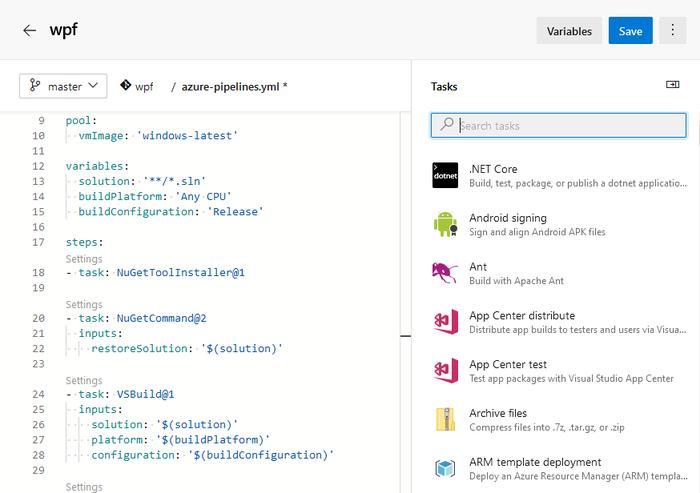 wpf
Variables
Save
master
wpf
/ azure-pipelines.yml *
9 pool:
10 vmImage: 'windows-latest'
11
12 variables:
13 solution: '**/*.sln'
14 buildPlatform: 'Any CPU'
15 buildConfiguration: 'Release'
16
17 steps:
Settings
18 - task: NuGetToolInstaller@1
19
Settings
20 - task: NuGetCommand@2
21 inputs:
22 restoreSolution: '$(solution)'
23
Settings
24 - task: VSBuild@1
25 inputs:
26 solution: '$(solution)'
27 platform: '$(buildPlatform)'
28 configuration: '$(buildConfiguration)'
29
Settings
Tasks
Search tasks
dotnet
.NET Core
Build, test, package, or publish a dotnet applicatio...
Android signing
Sign and align Android APK files
Ant
Build with Apache Ant
App Center distribute
Distribute app builds to testers and users via Visua...
App Center test
Test app packages with Visual Studio App Center
Archive files
Compress files into .7z, .tar.gz, or .zip
ARM template deployment
Deploy an Azure Resource Manager (ARM) templa...